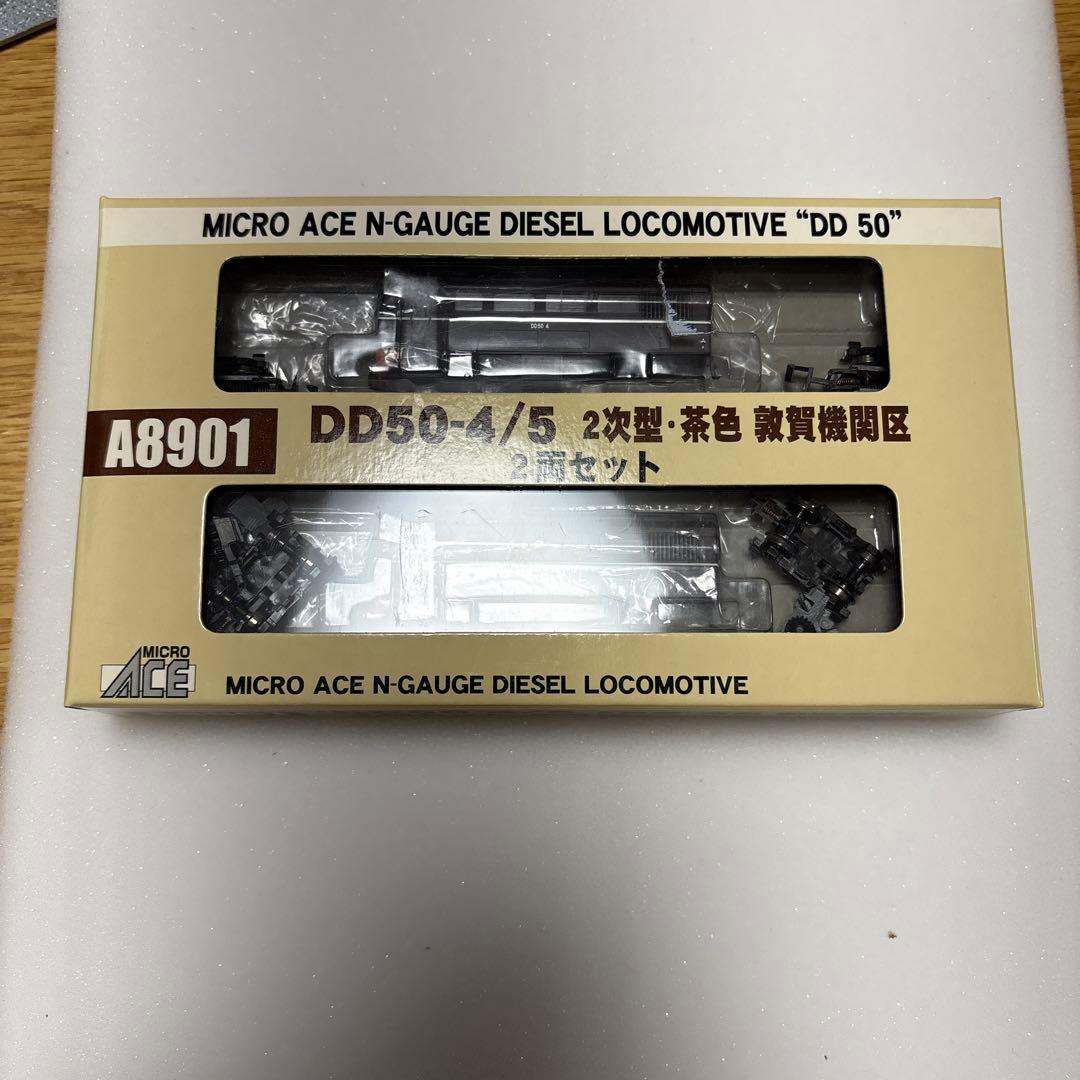 MICRO ACE N-GAUGE DIESEL LOCOMOTIVE “DD 50”
DD50 4
A8901
DD50-4/5 2次型・茶色 敦賀機関区
2両セット
MICRO
ACE
MICRO ACE N-GAUGE DIESEL LOCOMOTIVE